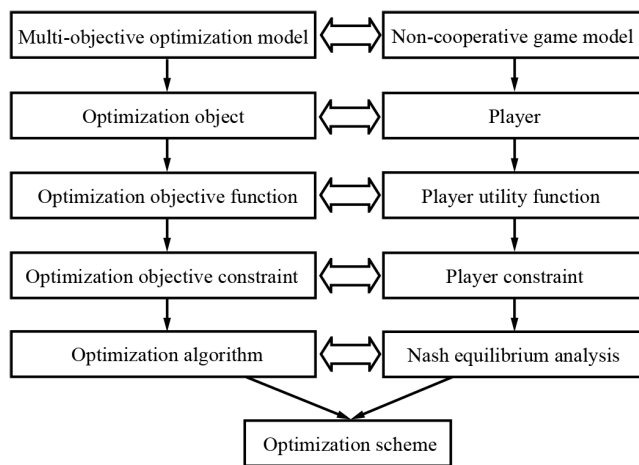 Multi-objective optimization model
Non-cooperative game model
Optimization object
Player
Optimization objective function
Player utility function
Optimization objective constraint
Player constraint
Optimization algorithm
Nash equilibrium analysis
Optimization scheme